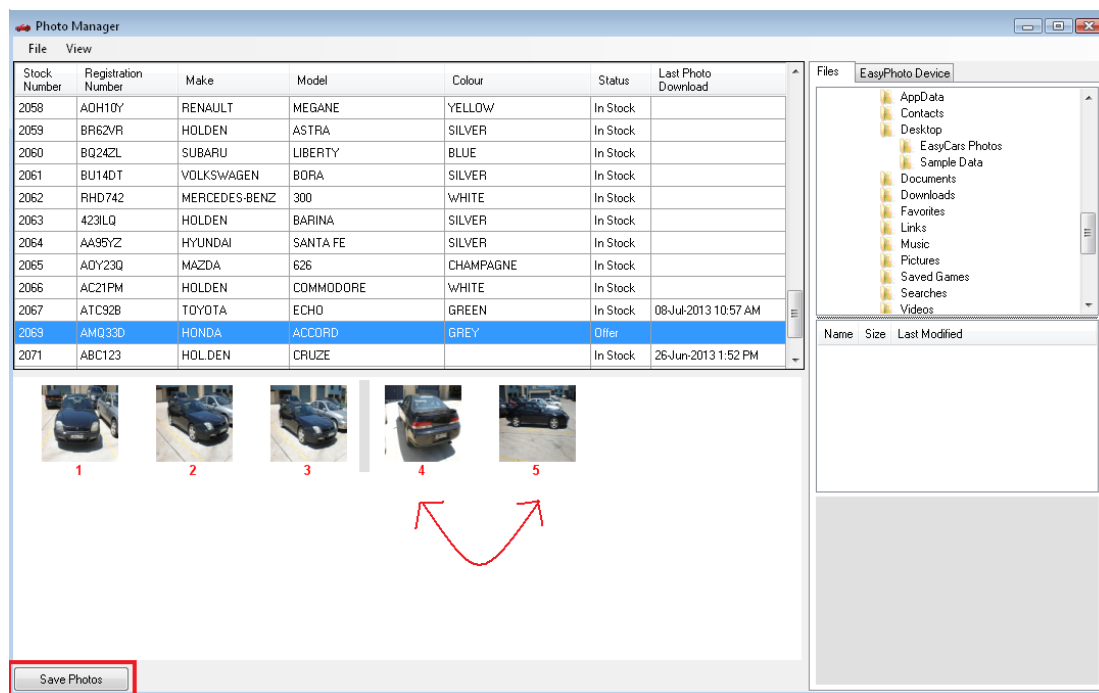 Photo Manager
File View
Stock Number Registration Number Make Model Colour Status Last Photo Download
2058 AOH10Y RENAULT MEGANE YELLOW In Stock
2059 BR62VR HOLDEN ASTRA SILVER In Stock
2060 BQ24ZL SUBARU LIBERTY BLUE In Stock
2061 BU14DT VOLKSWAGEN BORA SILVER In Stock
2062 RHD742 MERCEDES-BENZ 300 WHITE In Stock
2063 423ILQ HOLDEN BARINA SILVER In Stock
2064 AA95YZ HYUNDAI SANTA FE SILVER In Stock
2065 AOY23Q MAZDA 626 CHAMPAGNE In Stock
2066 AC21PM HOLDEN COMMODORE WHITE In Stock
2067 ATC92B TOYOTA ECHO GREEN In Stock 08-Jul-2013 10:57 AM
2069 AMQ33D HONDA ACCORD GREY Offer
2071 ABC123 HOL.DEN CRUZE In Stock 26-Jun-2013 1:52 PM
Files EasyPhoto Device
AppData
Contacts
Desktop
EasyCars Photos
Sample Data
Documents
Downloads
Favorites
Links
Music
Pictures
Saved Games
Searches
Videos
Name Size Last Modified
1 2 3 4 5
Save Photos